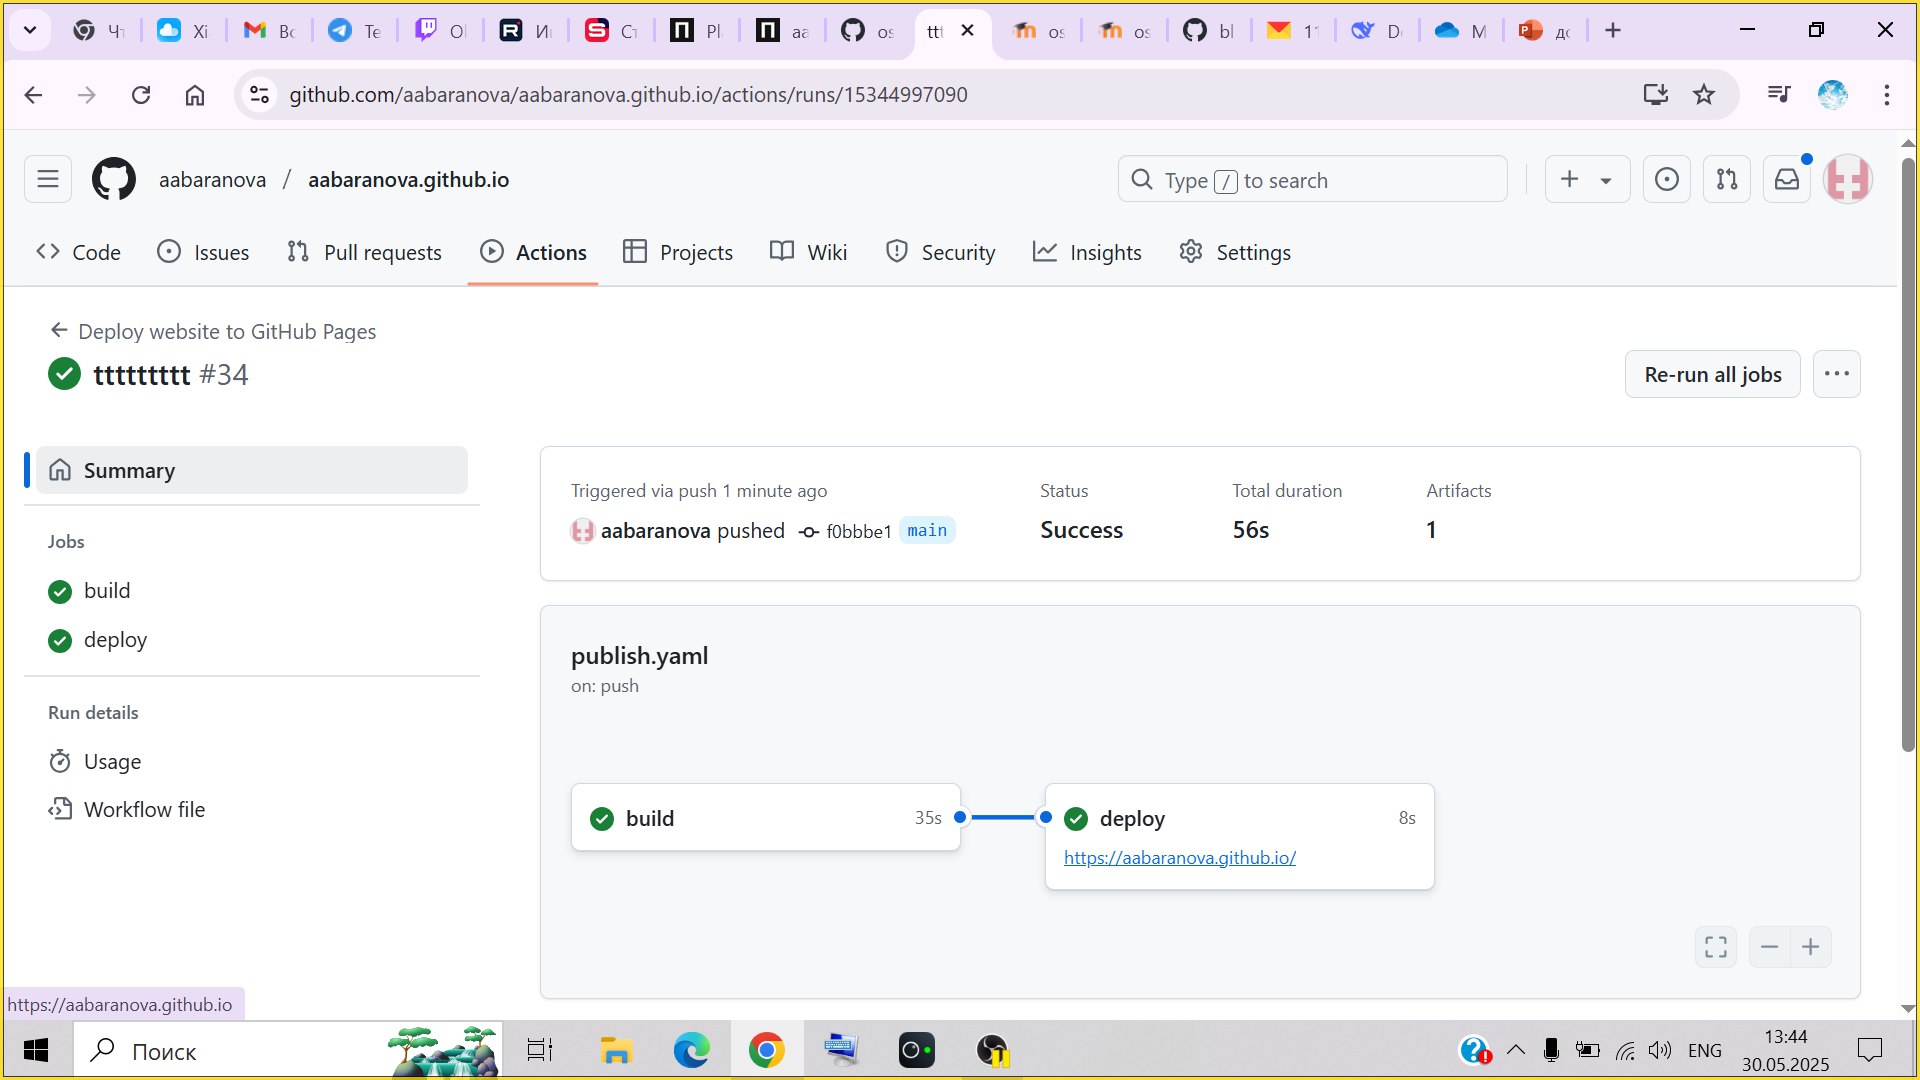 Чт
Xi
Вс
Te
Ol
И
Ст
Pl
aa
os
ttt
os
os
bl
1
D
M
до
github.com/aabaranova/aabaranova.github.io/actions/runs/15344997090
aabaranova / aabaranova.github.io
Type / to search
Code
Issues
Pull requests
Actions
Projects
Wiki
Security
Insights
Settings
Deploy website to GitHub Pages
ttttttttt #34
Re-run all jobs
Summary
Jobs
build
deploy
Run details
Usage
Workflow file
Triggered via push 1 minute ago
aabaranova pushed f0bbbe1 main
Status
Success
Total duration
56s
Artifacts
1
publish.yaml
on: push
build 35s
deploy 8s
https://aabaranova.github.io/
https://aabaranova.github.io
Поиск
ENG
13:44
30.05.2025